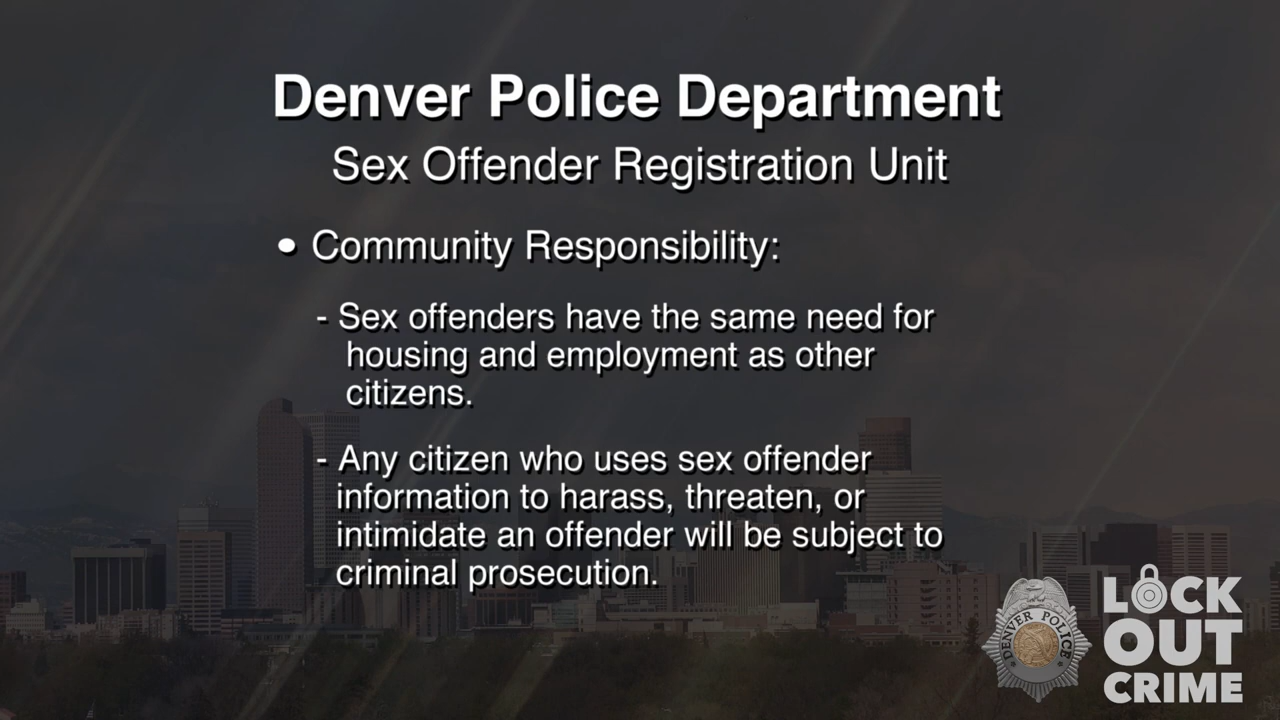 Denver Police Department
Sex Offender Registration Unit
• Community Responsibility:
- Sex offenders have the same need for
housing and employment as other
citizens.
- Any citizen who uses sex offender
information to harass, threaten, or
intimidate an offender will be subject to
criminal prosecution.
DENVER POLICE
LOCK
OUT
CRIME